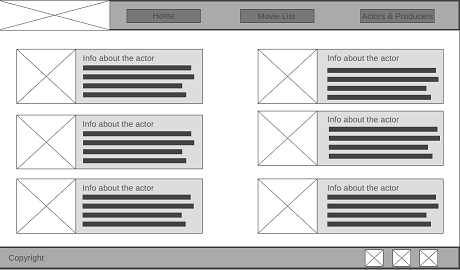 Home
Movie List
Actors & Producers
Info about the actor
Info about the actor
Info about the actor
Info about the actor
Info about the actor
Info about the actor
Copyright